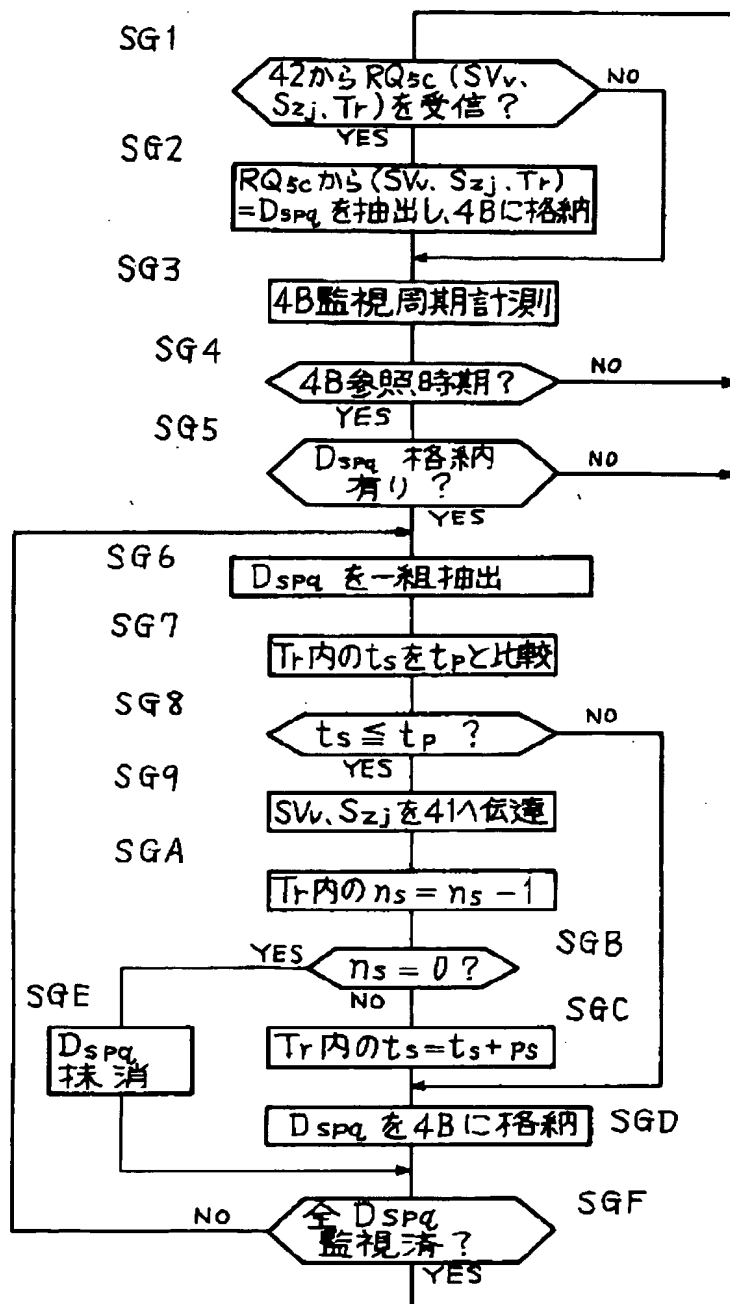 SG1
42からRQ5c(SVv、
Szj、Tr)を受信?
NO
YES
SG2
RQ5cから(SVv、Szj、Tr)
=Dspqを抽出し、4Bに格納
SG3
4B監視周期計測
SG4
4B参照時期?
NO
YES
SG5
Dspq 格納
有り?
NO
YES
SG6
Dspq を一組抽出
SG7
Tr内のtsをtpと比較
SG8
ts≦tp ?
NO
YES
SG9
SVv、Szjを41へ伝達
SGA
Tr内のns=ns-1
SGB
ns=0?
YES
NO
SGE
Dspq
抹消
SGC
Tr内のts=ts+ps
SGD
Dspqを4Bに格納
SGF
全Dspq
監視済?
NO
YES